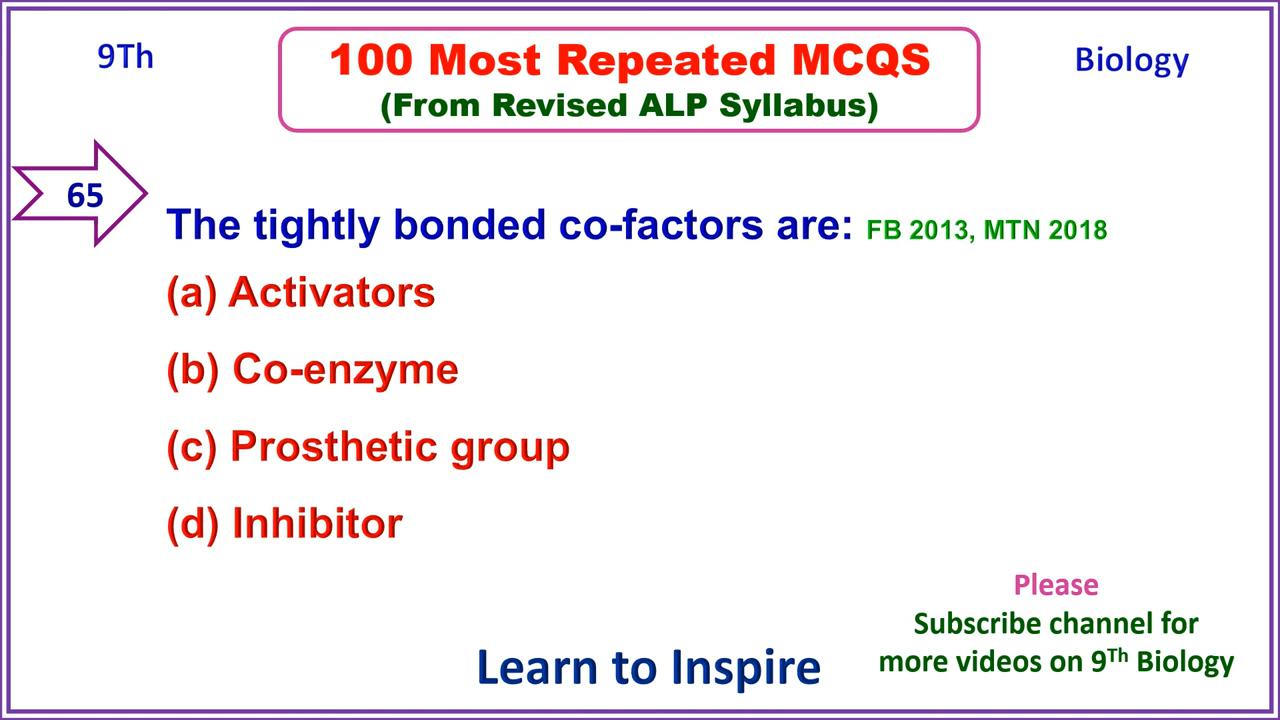 9Th
100 Most Repeated MCQS
Biology
(From Revised ALP Syllabus)
65
The tightly bonded co-factors are: FB 2013, MTN 2018
(a) Activators
(b) Co-enzyme
(c) Prosthetic group
(d) Inhibitor
Please
Subscribe channel for
more videos on 9Th Biology
Learn to Inspire